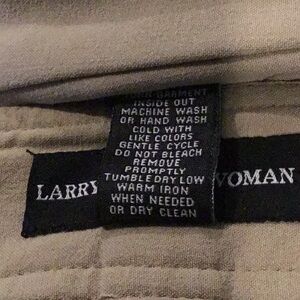 GARMENT
INSIDE OUT
MACHINE WASH
OR HAND WASH
COLD WITH
LIKE COLORS
GENTLE CYCLE
DO NOT BLEACH
REMOVE
PROMPTLY
TUMBLE DRY LOW
WARM IRON
WHEN NEEDED
OR DRY CLEAN
LARRY
WOMAN